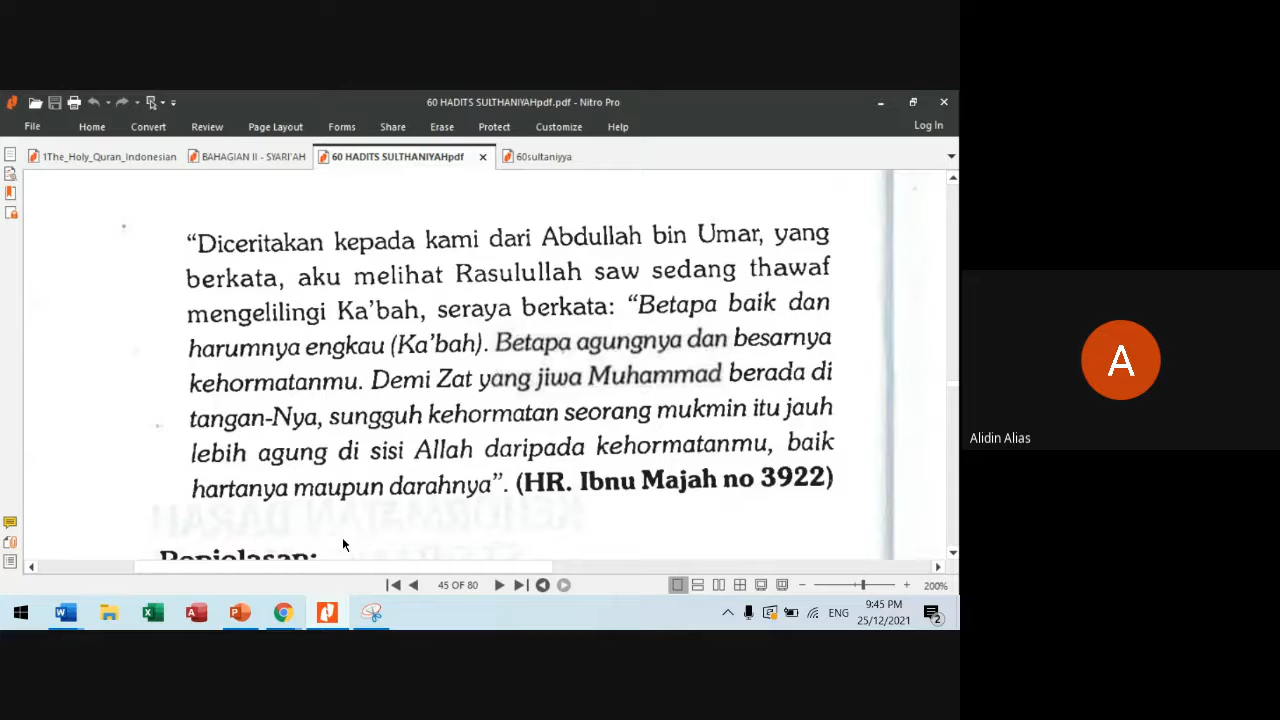 60 HADITS SULTHANIYAHpdf.pdf - Nitro Pro
File Home Convert Review Page Layout Forms Share Erase Protect Customize Help Log In
1The_Holy_Quran_Indonesian BAHAGIAN II - SYARI'AH 60 HADITS SULTHANIYAHpdf 60sultaniyya
“Diceritakan kepada kami dari Abdullah bin Umar, yang
berkata, aku melihat Rasulullah saw sedang thawaf
mengelilingi Ka’bah, seraya berkata: “Betapa baik dan
harumnya engkau (Ka’bah). Betapa agungnya dan besarnya
kehormatanmu. Demi Zat yang jiwa Muhammad berada di
tangan-Nya, sungguh kehormatan seorang mukmin itu jauh
lebih agung di sisi Allah daripada kehormatanmu, baik
hartanya maupun darahnya”. (HR. Ibnu Majah no 3922)
Penjelasan:
45 OF 80
200%
ENG
9:45 PM
25/12/2021
2
A
Alidin Alias